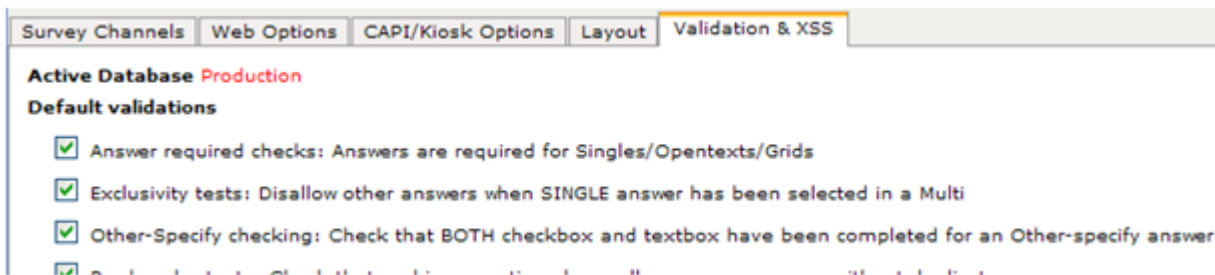 Survey Channels Web Options CAPI/Kiosk Options Layout Validation & XSS
Active Database Production
Default validations
Answer required checks: Answers are required for Singles/Opentexts/Grids
Exclusivity tests: Disallow other answers when SINGLE answer has been selected in a Multi
Other-Specify checking: Check that BOTH checkbox and textbox have been completed for an Other-specify answer